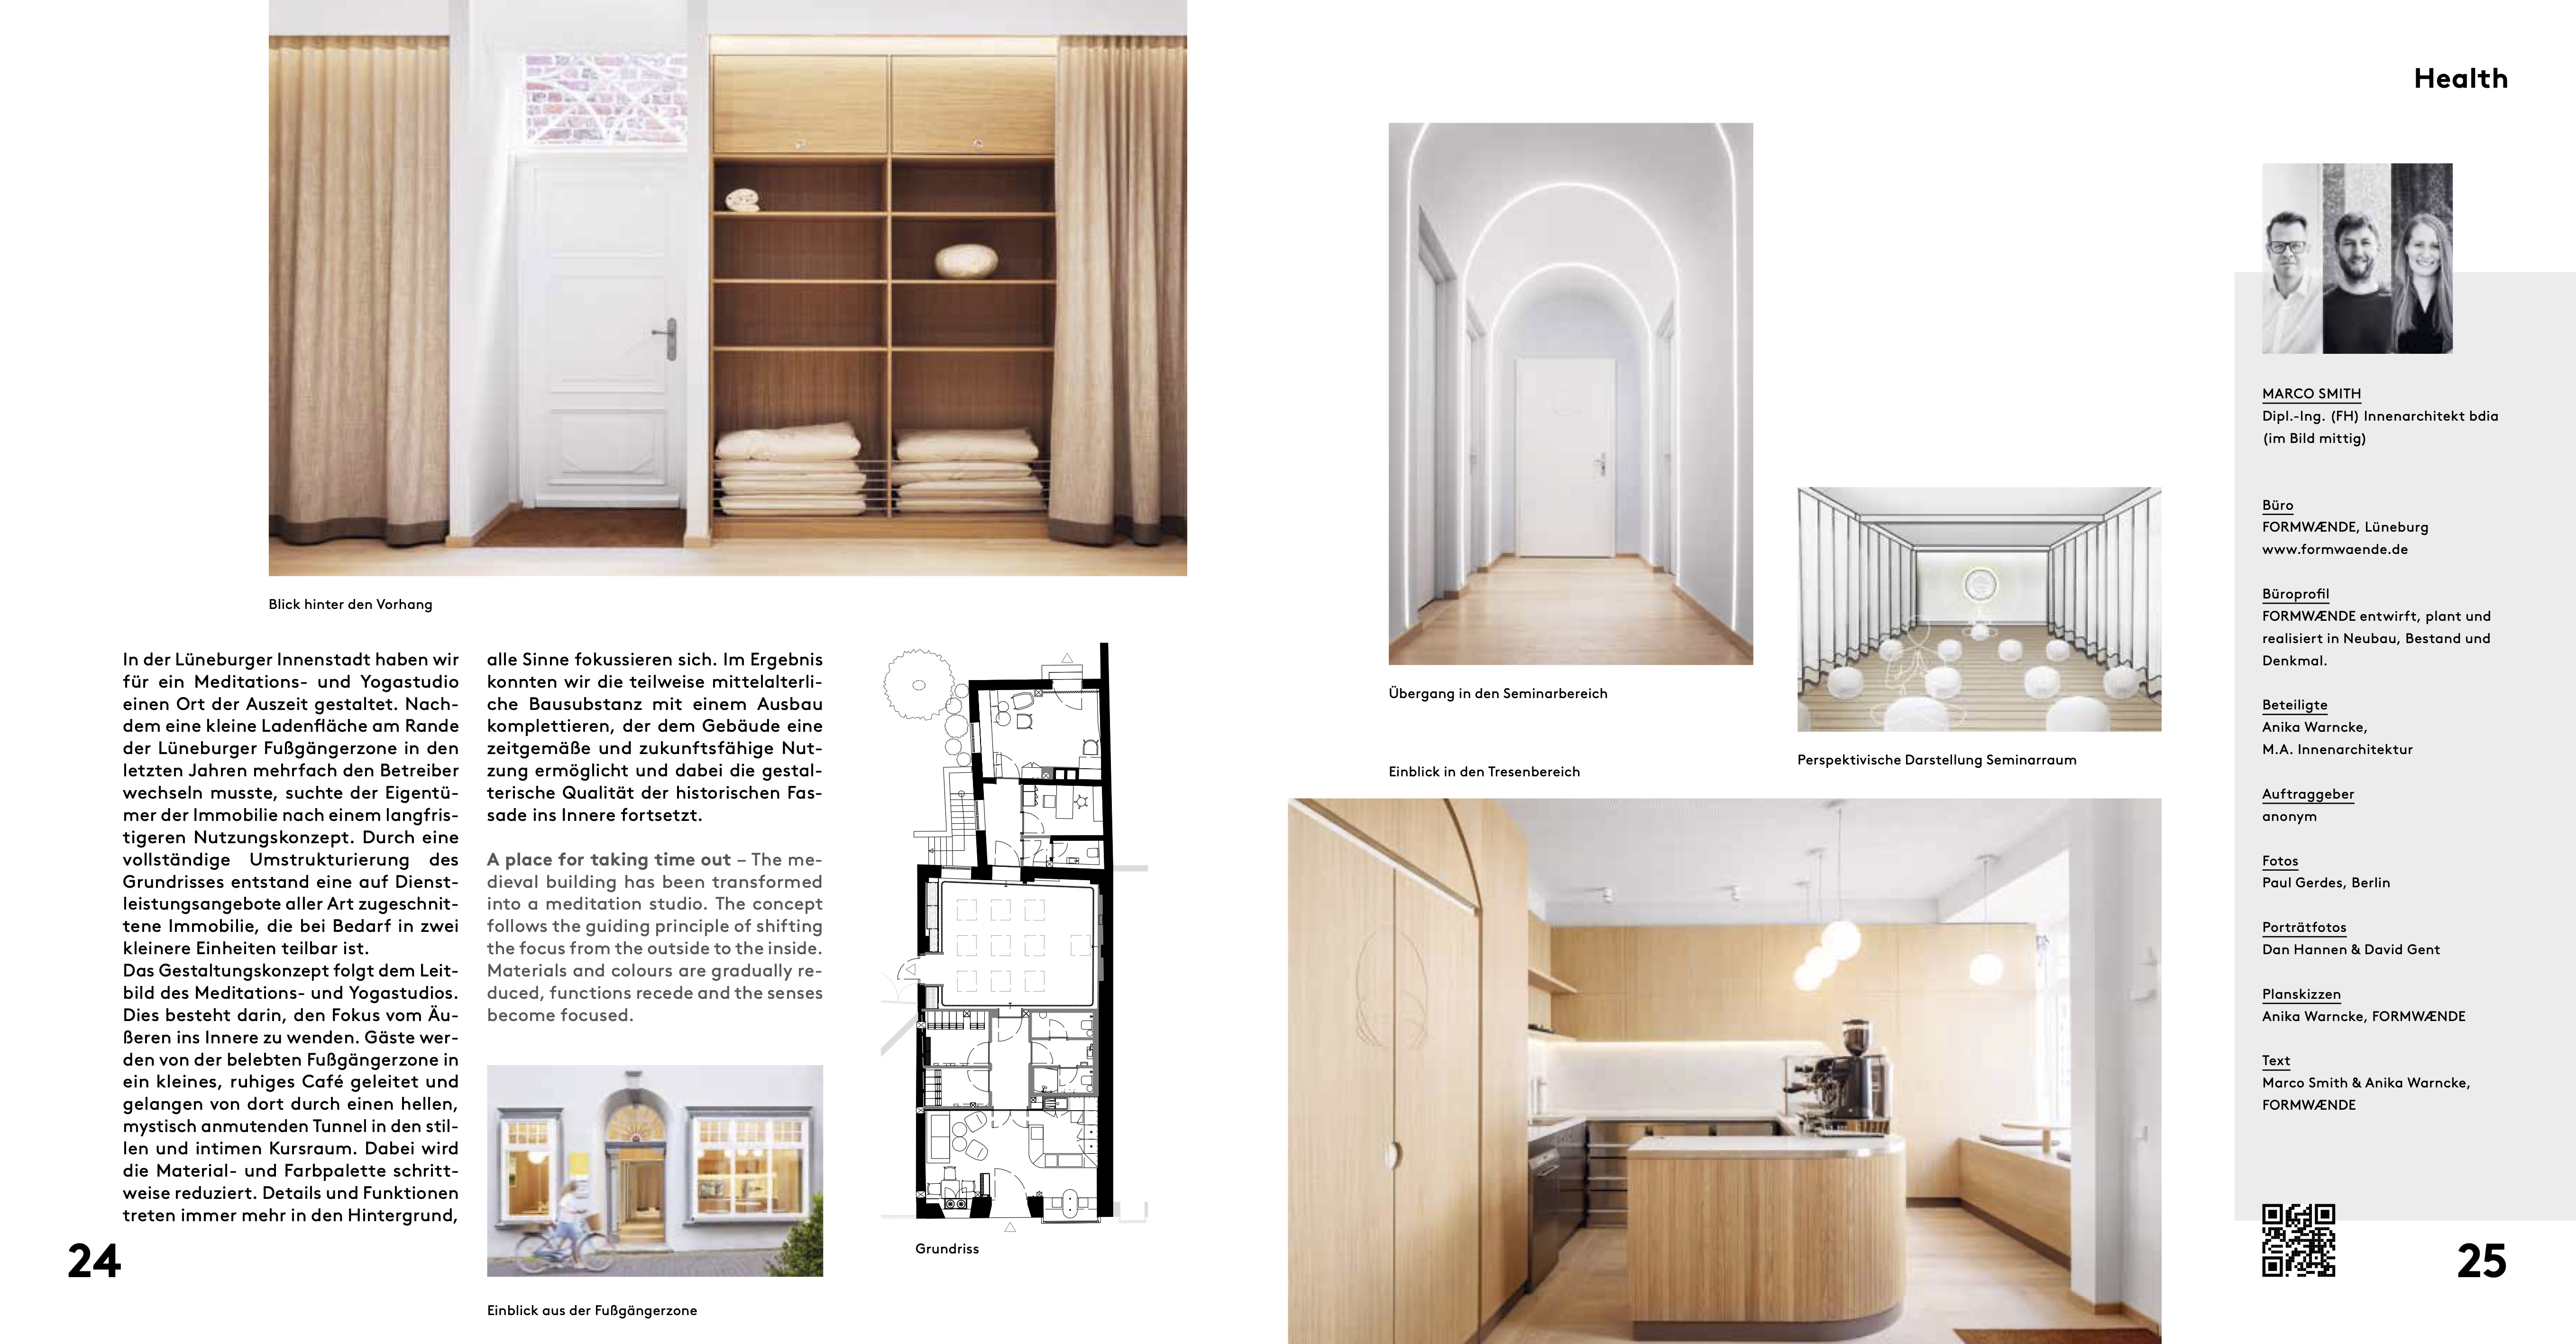 Blick hinter den Vorhang
In der Lüneburger Innenstadt haben wir
für ein Meditations- und Yogastudio
einen Ort der Auszeit gestaltet. Nach-
dem eine kleine Ladenfläche am Rande
der Lüneburger Fußgängerzone in den
letzten Jahren mehrfach den Betreiber
wechseln musste, suchte der Eigentü-
mer der Immobilie nach einem langfris-
tigeren Nutzungskonzept. Durch eine
vollständige Umstrukturierung des
Grundrisses entstand eine auf Dienst-
leistungsangebote aller Art zugeschnit-
tene Immobilie, die bei Bedarf in zwei
kleinere Einheiten teilbar ist.
Das Gestaltungskonzept folgt dem Leit-
bild des Meditations- und Yogastudios.
Dies besteht darin, den Fokus vom Äu-
ßeren ins Innere zu wenden. Gäste wer-
den von der belebten Fußgängerzone in
ein kleines, ruhiges Café geleitet und
gelangen von dort durch einen hellen,
mystisch anmutenden Tunnel in den stil-
len und intimen Kursraum. Dabei wird
die Material- und Farbpalette schritt-
weise reduziert. Details und Funktionen
treten immer mehr in den Hintergrund,
alle Sinne fokussieren sich. Im Ergebnis
konnten wir die teilweise mittelalterli-
che Bausubstanz mit einem Ausbau
komplettieren, der dem Gebäude eine
zeitgemäße und zukunftsfähige Nut-
zung ermöglicht und dabei die gestal-
terische Qualität der historischen Fas-
sade ins Innere fortsetzt.
A place for taking time out – The me-
dieval building has been transformed
into a meditation studio. The concept
follows the guiding principle of shifting
the focus from the outside to the inside.
Materials and colours are gradually re-
duced, functions recede and the senses
become focused.
Einblick aus der Fußgängerzone
Grundriss
24
Health
Übergang in den Seminarbereich
Perspektivische Darstellung Seminarraum
Einblick in den Tresenbereich
MARCO SMITH
Dipl.-Ing. (FH) Innenarchitekt bdia
(im Bild mittig)
Büro
FORMWÆNDE, Lüneburg
www.formwaende.de
Büroprofil
FORMWÆNDE entwirft, plant und
realisiert in Neubau, Bestand und
Denkmal.
Beteiligte
Anika Warncke,
M.A. Innenarchitektur
Auftraggeber
anonym
Fotos
Paul Gerdes, Berlin
Porträtfotos
Dan Hannen & David Gent
Planskizzen
Anika Warncke, FORMWÆNDE
Text
Marco Smith & Anika Warncke,
FORMWÆNDE
25